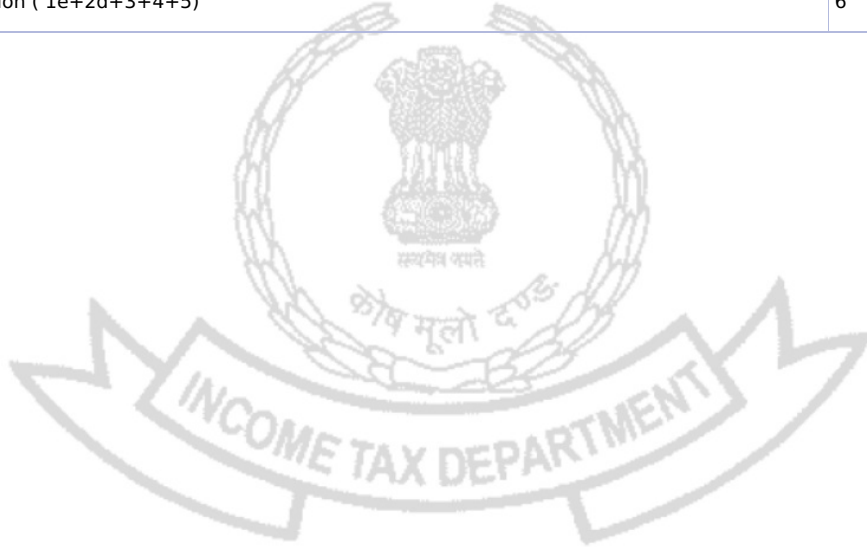 on ( 1e+2d+3+4+5)
6
सत्यमेव जयते
कोष मूलो दण्डः
INCOME TAX DEPARTMENT